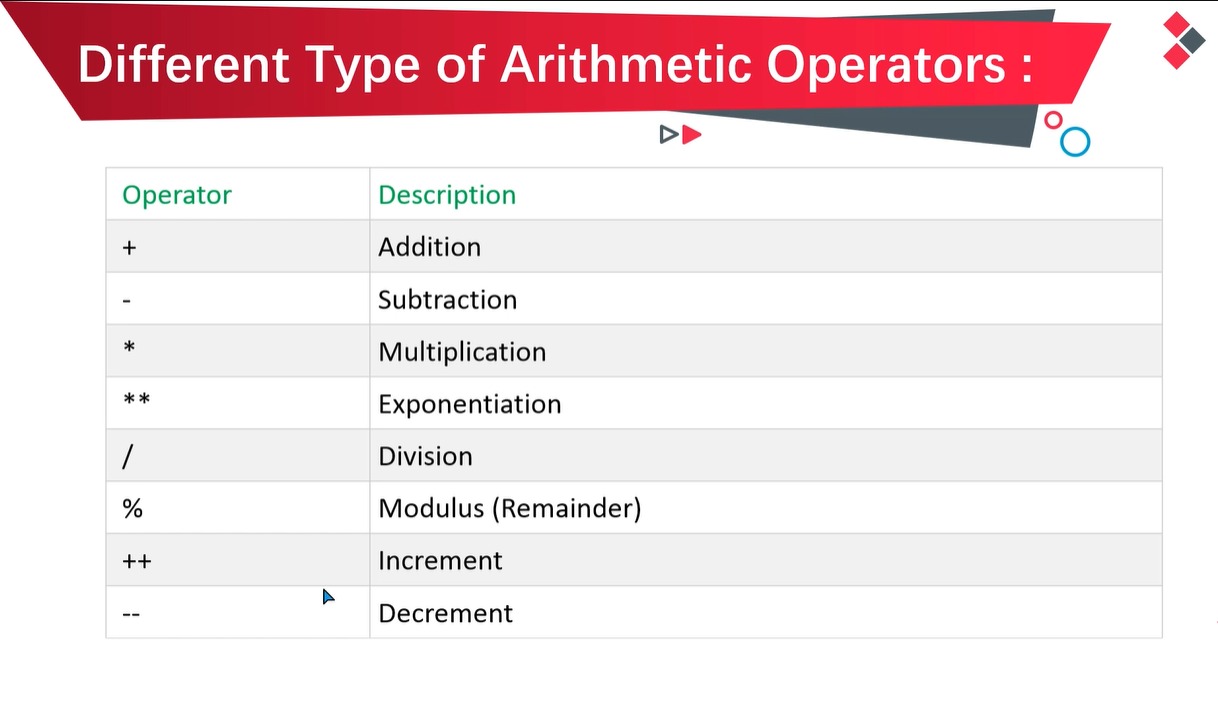 Different Type of Arithmetic Operators :
Operator Description
+ Addition
- Subtraction
* Multiplication
** Exponentiation
/ Division
% Modulus (Remainder)
++ Increment
-- Decrement